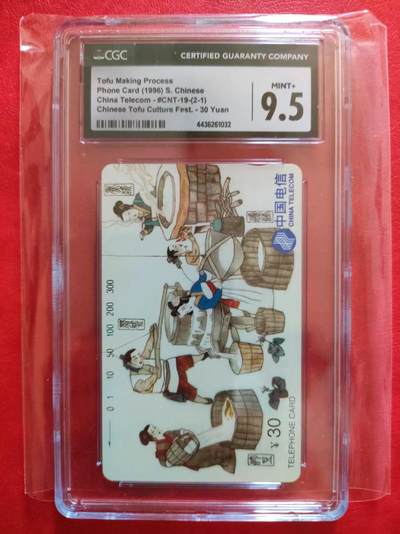 CGC
CERTIFIED GUARANTY COMPANY
Tofu Making Process
Phone Card (1996) S. Chinese
China Telecom - #CNT-19-(2-1)
Chinese Tofu Culture Fest. - 30 Yuan
4436261032
MINT+
9.5
中国电信
CHINA TELECOM
0 1 10 50 100 200 300
¥30
TELEPHONE CARD